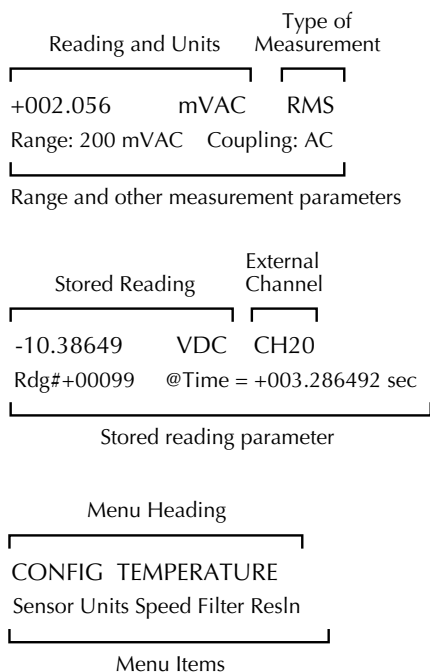 Type of
Reading and Units Measurement
+002.056 mVAC RMS
Range: 200 mVAC Coupling: AC
Range and other measurement parameters
External
Stored Reading Channel
-10.38649 VDC CH20
Rdg#+00099 @Time = +003.286492 sec
Stored reading parameter
Menu Heading
CONFIG TEMPERATURE
Sensor Units Speed Filter Resln
Menu Items